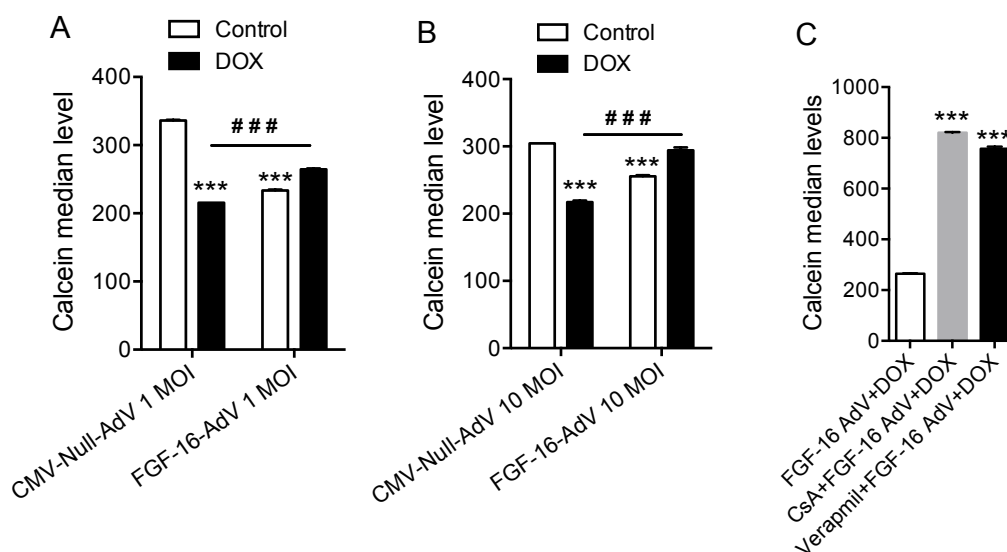 A
Control
DOX
Calcein median level
400
300
200
100
0
***
###
***
CMV-Null-AdV 1 MOI
FGF-16-AdV 1 MOI
B
Control
DOX
Calcein median level
400
300
200
100
0
***
###
***
CMV-Null-AdV 10 MOI
FGF-16-AdV 10 MOI
C
Calcein median levels
1000
800
600
400
200
0
***
***
FGF-16 AdV+DOX
CsA+FGF-16 AdV+DOX
Verapmil+FGF-16 AdV+DOX